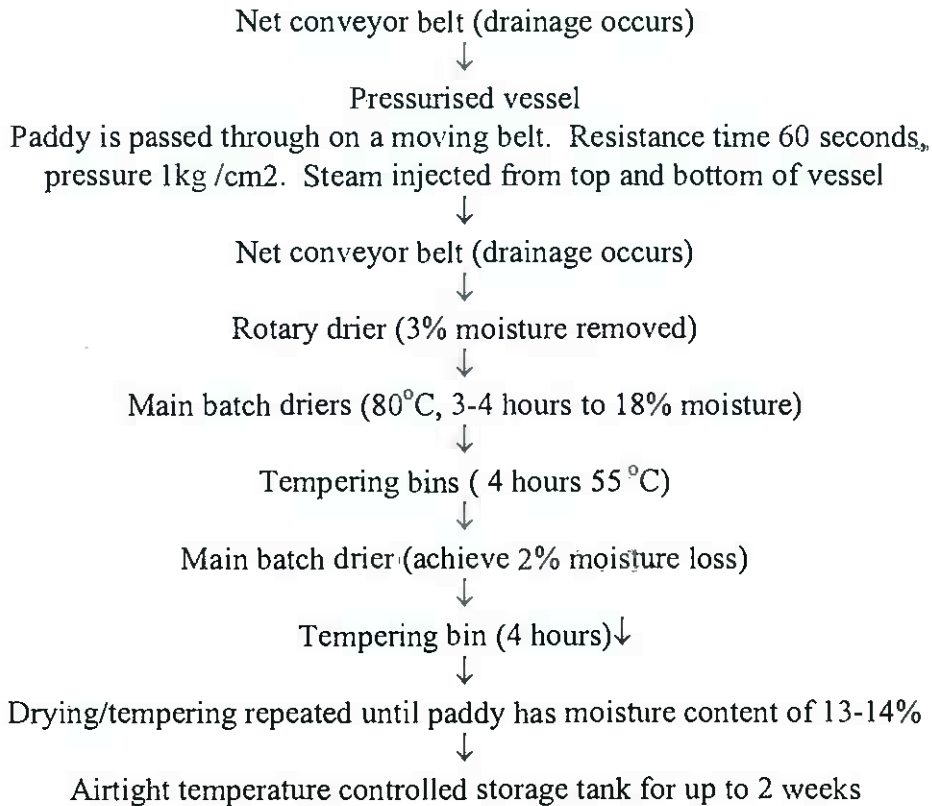 Net conveyor belt (drainage occurs)
↓
Pressurised vessel
Paddy is passed through on a moving belt. Resistance time 60 seconds,,
pressure 1kg /cm2. Steam injected from top and bottom of vessel
↓
Net conveyor belt (drainage occurs)
↓
Rotary drier (3% moisture removed)
↓
Main batch driers (80°C, 3-4 hours to 18% moisture)
↓
Tempering bins ( 4 hours 55 °C)
↓
Main batch drier (achieve 2% moisture loss)
↓
Tempering bin (4 hours)↓
↓
Drying/tempering repeated until paddy has moisture content of 13-14%
↓
Airtight temperature controlled storage tank for up to 2 weeks